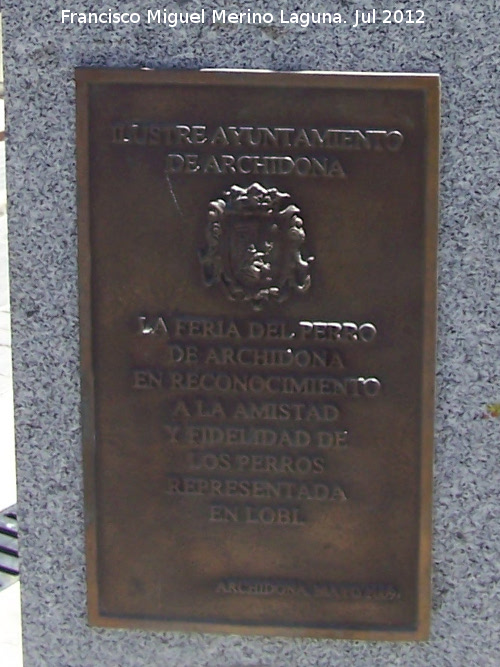 Francisco Miguel Merino Laguna. Jul 2012
ILUSTRE AYUNTAMIENTO
DE ARCHIDONA
LA FERIA DEL PERRO
DE ARCHIDONA
EN RECONOCIMIENTO
A LA AMISTAD
Y FIDELIDAD DE
LOS PERROS
REPRESENTADA
EN LOBI.
ARCHIDONA, MAYO